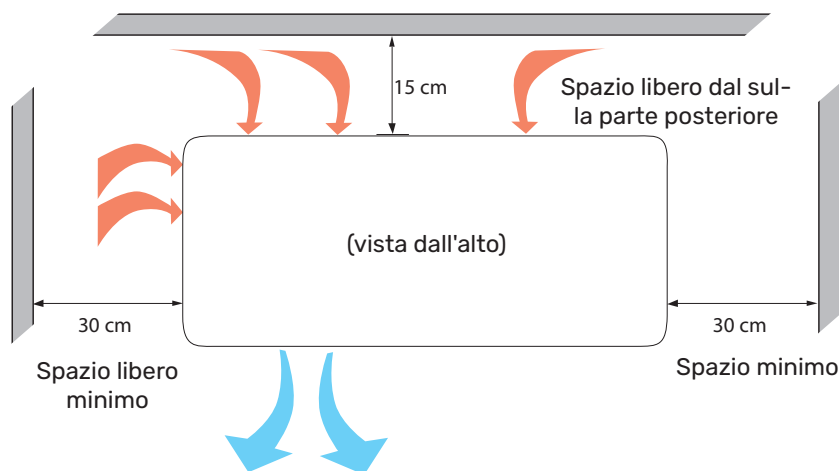 15 cm
Spazio libero dal sul-
la parte posteriore
(vista dall'alto)
30 cm
30 cm
Spazio libero
minimo
Spazio minimo